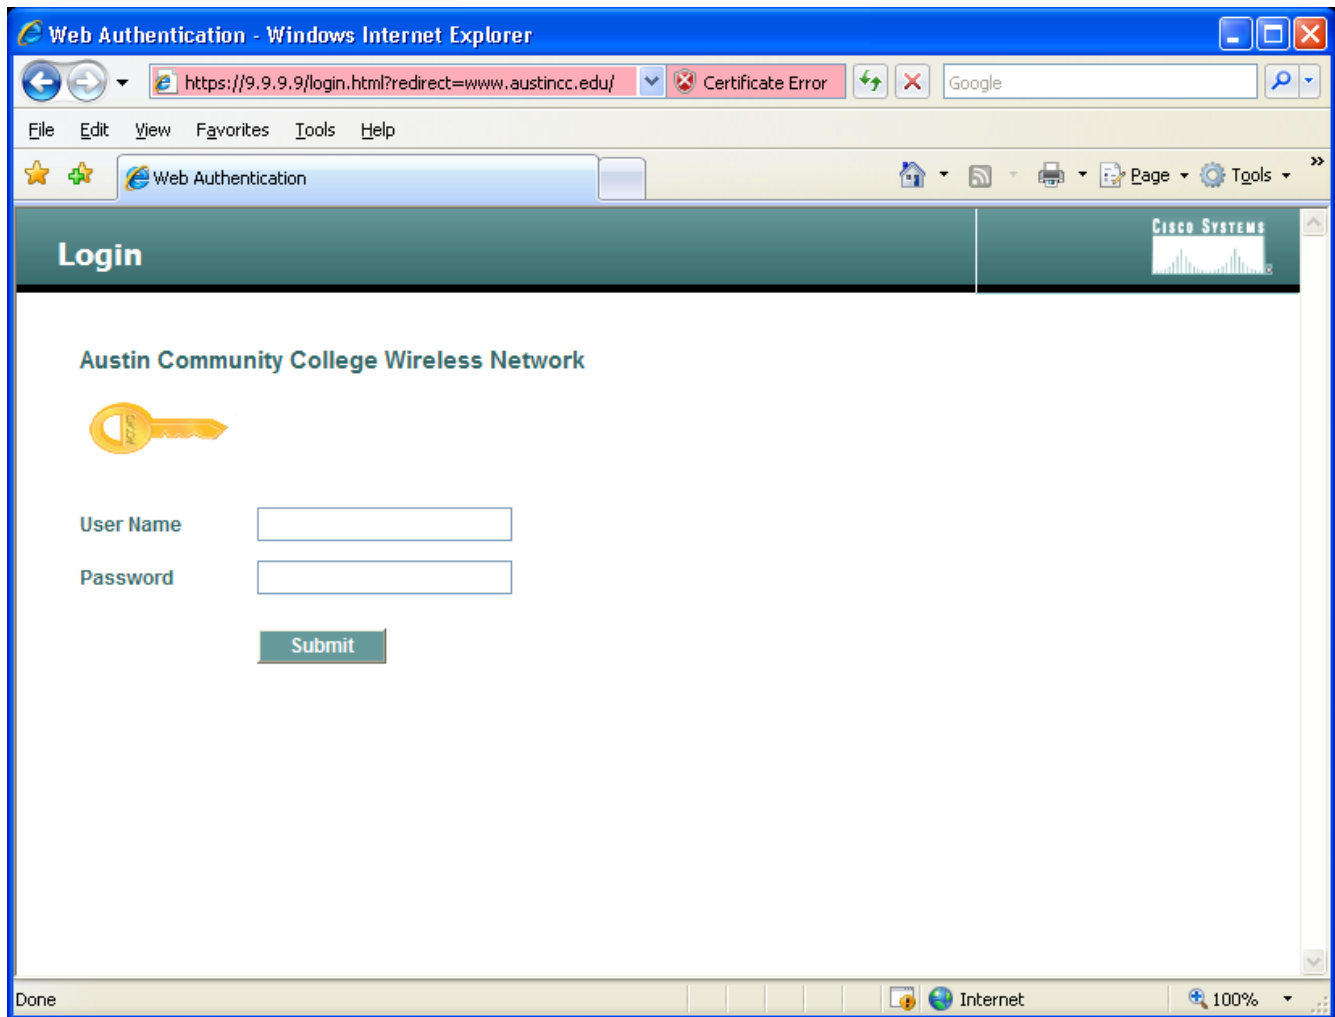 Web Authentication - Windows Internet Explorer
https://9.9.9.9/login.html?redirect=www.austincc.edu/ Certificate Error Google
File Edit View Favorites Tools Help
Web Authentication Page Tools »
Login CISCO SYSTEMS
Austin Community College Wireless Network
User Name
Password
Submit
Done Internet 100%